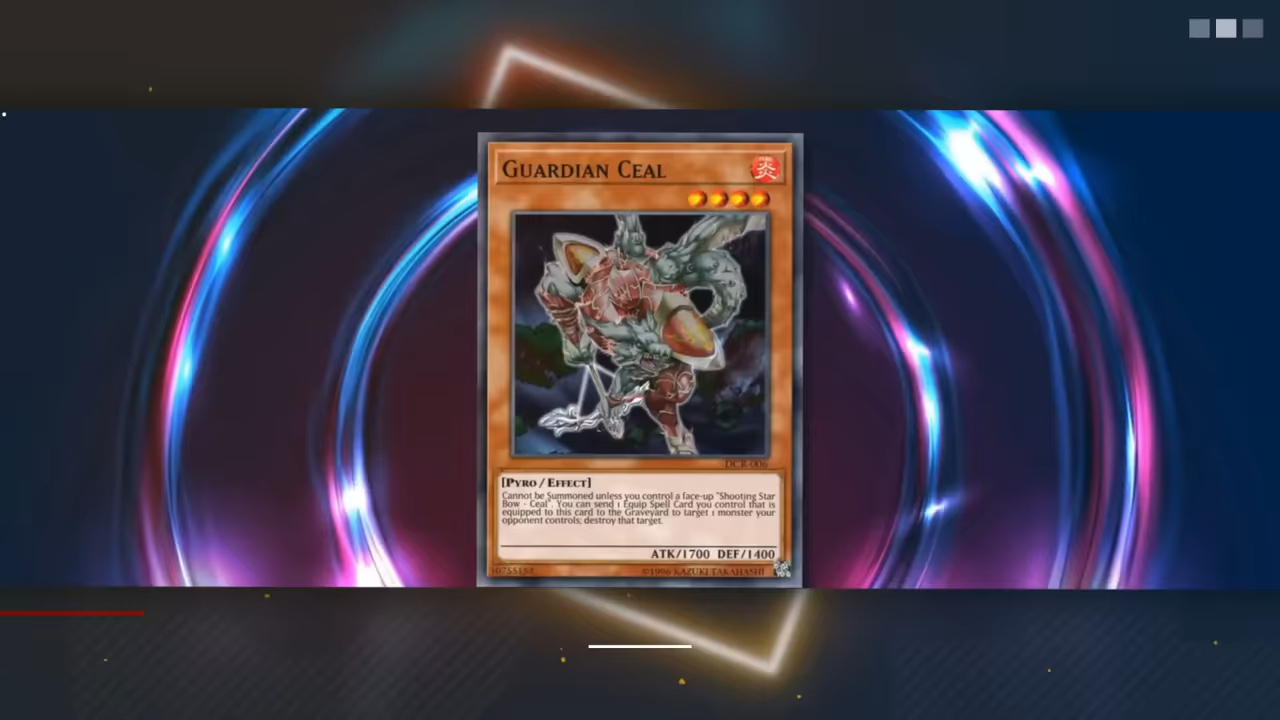 GUARDIAN CEAL
炎
DCR-006
[PYRO / EFFECT]
Cannot be Summoned unless you control a face-up "Shooting Star
Bow - Ceal". You can send 1 Equip Spell Card you control that is
equipped to this card to the Graveyard to target 1 monster your
opponent controls; destroy that target.
ATK/1700 DEF/1400
©1996 KAZUKI TAKAHASHI